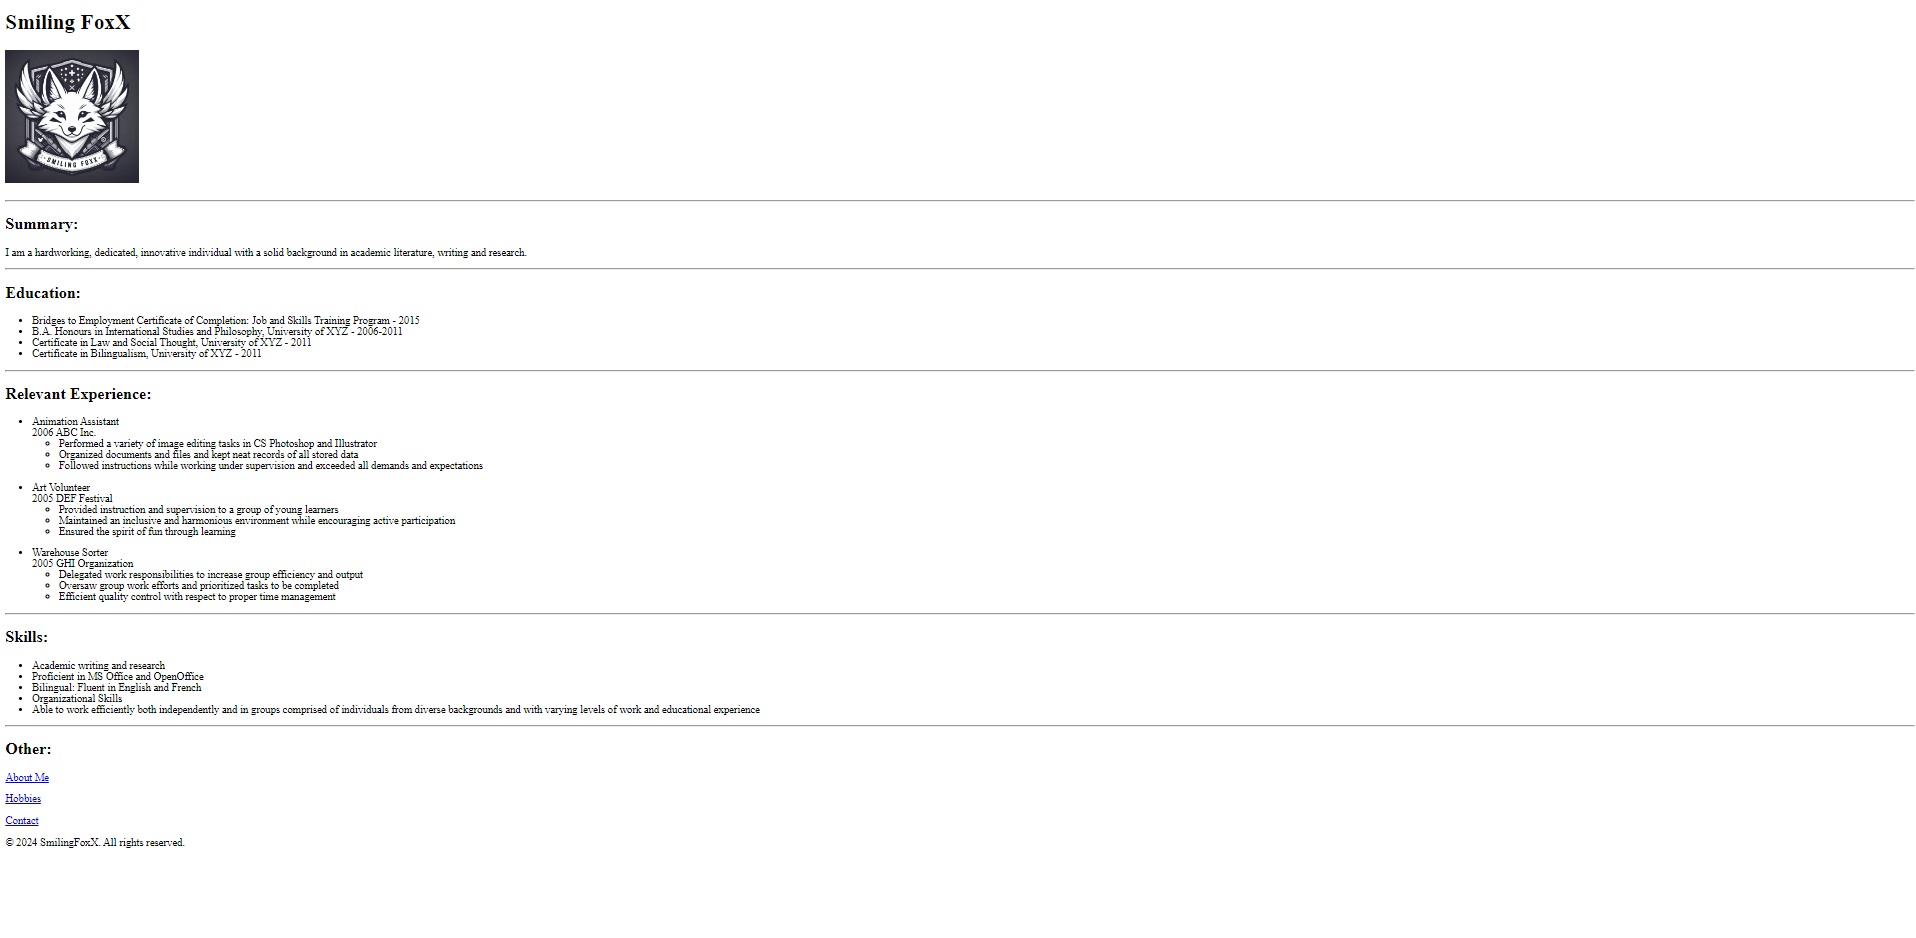 Smiling FoxX
SMILING FOXX
Summary:
I am a hardworking, dedicated, innovative individual with a solid background in academic literature, writing and research.
Education:
Bridges to Employment Certificate of Completion: Job and Skills Training Program - 2015
B.A. Honours in International Studies and Philosophy, University of XYZ - 2006-2011
Certificate in Law and Social Thought, University of XYZ - 2011
Certificate in Bilingualism, University of XYZ - 2011
Relevant Experience:
Animation Assistant
2006 ABC Inc.
Performed a variety of image editing tasks in CS Photoshop and Illustrator
Organized documents and files and kept neat records of all stored data
Followed instructions while working under supervision and exceeded all demands and expectations
Art Volunteer
2005 DEF Festival
Provided instruction and supervision to a group of young learners
Maintained an inclusive and harmonious environment while encouraging active participation
Ensured the spirit of fun through learning
Warehouse Sorter
2005 GHI Organization
Delegated work responsibilities to increase group efficiency and output
Oversaw group work efforts and prioritized tasks to be completed
Efficient quality control with respect to proper time management
Skills:
Academic writing and research
Proficient in MS Office and OpenOffice
Bilingual: Fluent in English and French
Organizational Skills
Able to work efficiently both independently and in groups comprised of individuals from diverse backgrounds and with varying levels of work and educational experience
Other:
About Me
Hobbies
Contact
© 2024 SmilingFoxX. All rights reserved.